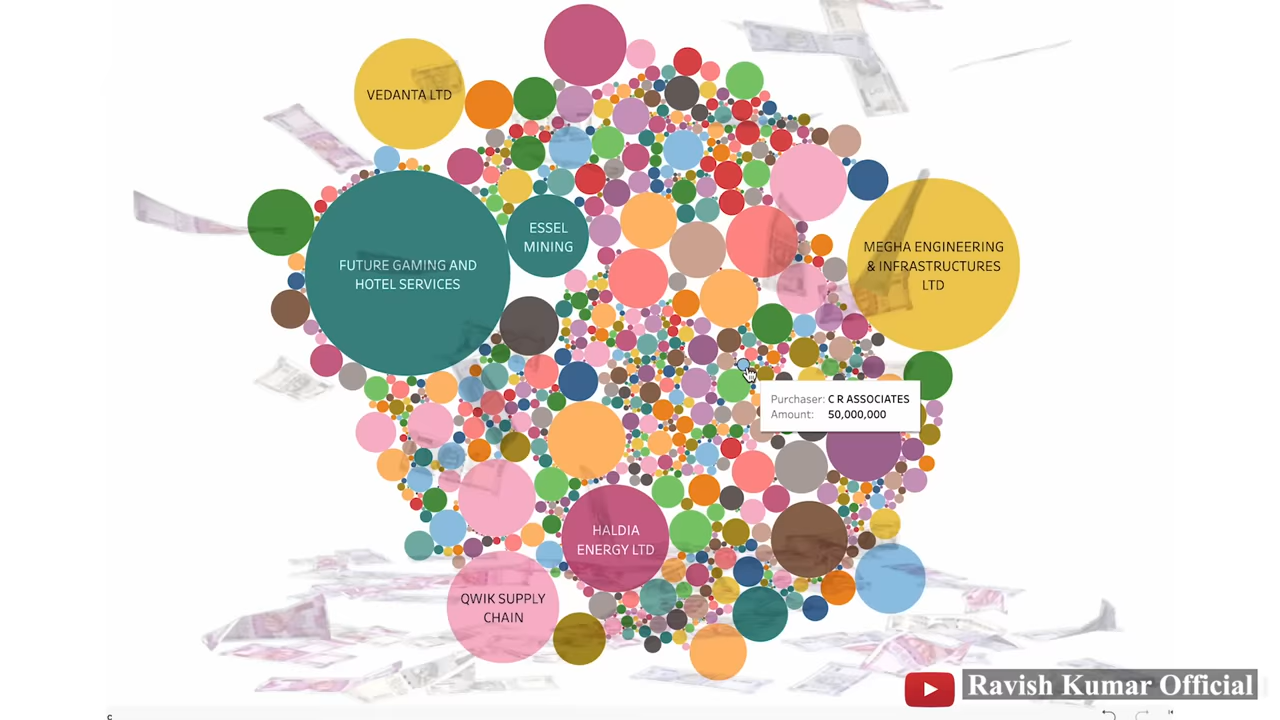 VEDANTA LTD
ESSEL
MINING
FUTURE GAMING AND
HOTEL SERVICES
MEGHA ENGINEERING
& INFRASTRUCTURES
LTD
Purchaser: C R ASSOCIATES
Amount: 50,000,000
HALDIA
ENERGY LTD
QWIK SUPPLY
CHAIN
Ravish Kumar Official
c